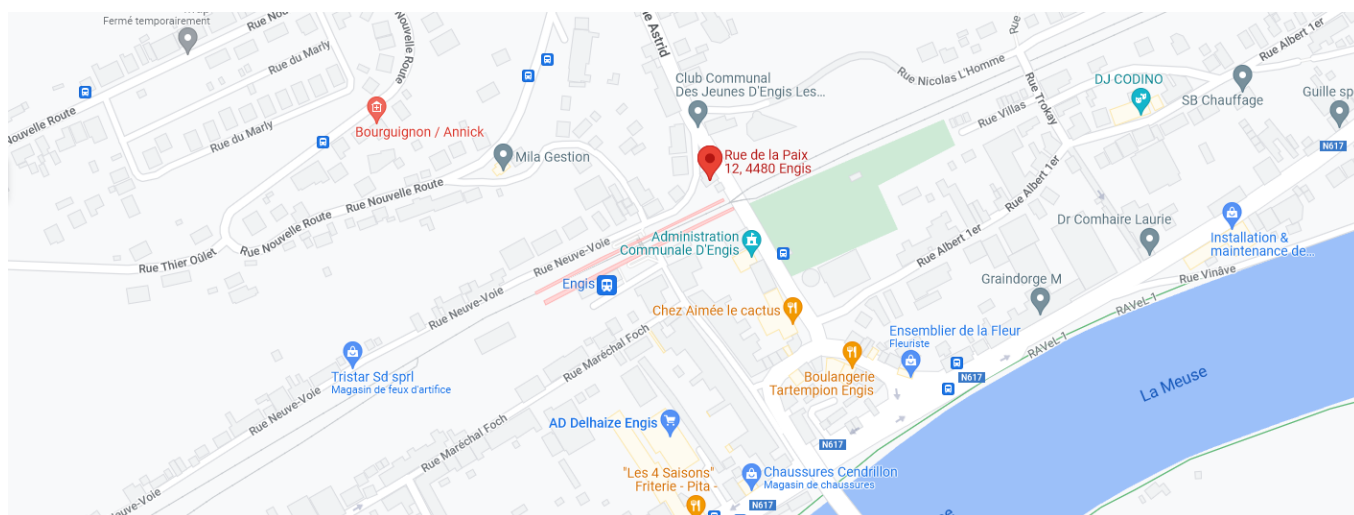 Fermé temporairement
Rue No
Nouvelle Route
Rue du Marly
e Astrid
Nouvelle Route
Rue du Marly
Bourguignon / Annick
Mila Gestion
Club Communal
Des Jeunes D'Engis Les...
Rue Nicolas L'Homme
Rue Albert 1er
DJ CODINO
SB Chauffage
Guille sp
Rue Villas
Rue Trokay
N617
Rue de la Paix
12, 4480 Engis
Rue Albert 1er
Rue Nouvelle Route
Rue Nouvelle Route
Rue Thier Oûlet
Rue Neuve-Voie
Administration
Communale D'Engis
Rue Albert 1er
Dr Comhaire Laurie
Installation &
maintenance de...
Rue Vinâve
Engis
Rue Neuve-Voie
Chez Aimée le cactus
Graindorge M
RAVeL 1
Rue Maréchal Foch
Ensemblier de la Fleur
Fleuriste
RAVeL 1
Tristar Sd sprl
Magasin de feux d'artifice
Boulangerie
Tartempion Engis
N617
La Meuse
Rue Neuve-Voie
AD Delhaize Engis
Rue Maréchal Foch
N617
"Les 4 Saisons"
Friterie - Pita -
Chaussures Cendrillon
Magasin de chaussures
N617